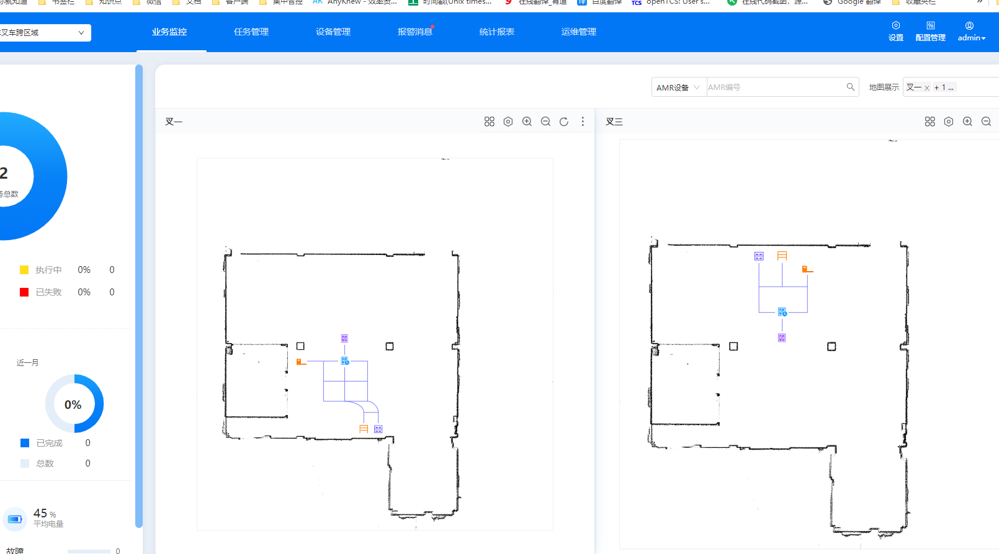 你就知道 书签栏 知识点 微信 文档 客户端 集中管控 AnyKnew - 效率资... 时间戳(Unix times... 在线翻译_有道 百度翻译 openTCS: User's... 在线代码截图，源... Google 翻译 收藏夹栏 »
叉车跨区域
业务监控 任务管理 设备管理 报警消息 统计报表 运维管理
设置 配置管理 admin
AMR设备 AMR编号 地图展示 叉一 × + 1 ...
叉一
叉三
2
务总数
执行中 0% 0
已失败 0% 0
近一月
0%
已完成 0
总数 0
45 %
平均电量
故障 0